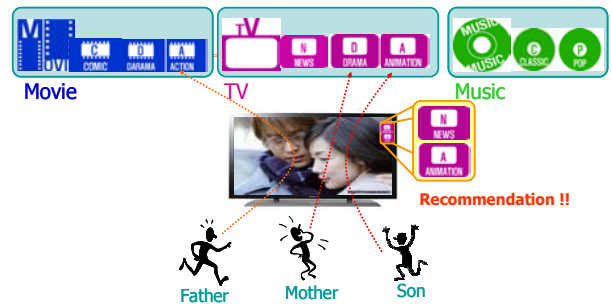 M
OVI
C
COMIC
D
DARAMA
A
ACTION
TV
N
NEWS
D
DRAMA
A
ANIMATION
MUSIC
MUSIC
C
CLASSIC
P
POP
Movie
TV
Music
N
NEWS
A
ANIMATION
Recommendation !!
Father
Mother
Son